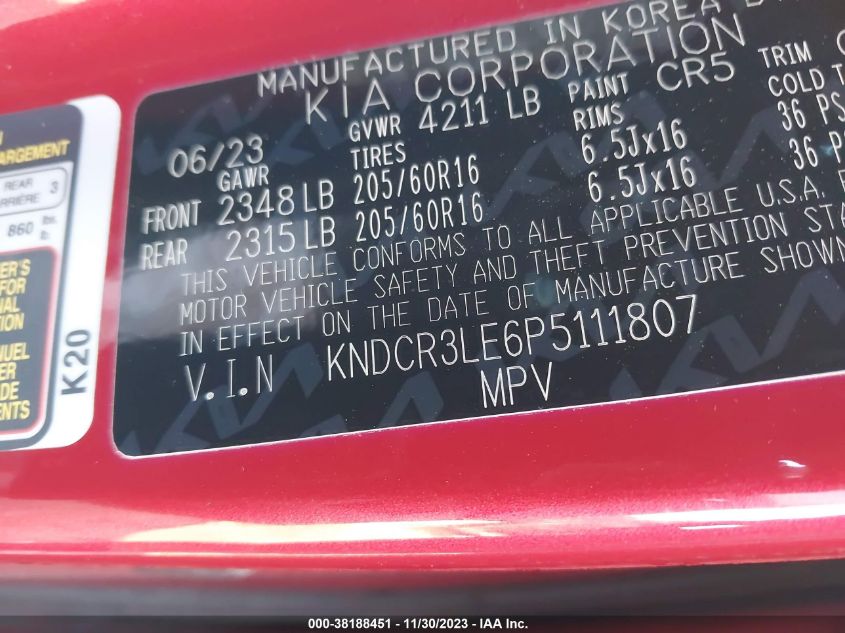 MANUFACTURED IN KOREA
KIA CORPORATION
06/23 GVWR 4211 LB PAINT CR5 TRIM
GAWR TIRES RIMS COLD
FRONT 2348 LB 205/60R16 6.5Jx16 36
REAR 2315 LB 205/60R16 6.5Jx16 36
THIS VEHICLE CONFORMS TO ALL APPLICABLE U.S.A.
MOTOR VEHICLE SAFETY AND THEFT PREVENTION
IN EFFECT ON THE DATE OF MANUFACTURE SHOWN
V.I.N KNDCR3LE6P5111807
MPV
REAR 3
860 lbs.
FOR
K20
000-38188451 - 11/30/2023 - IAA Inc.